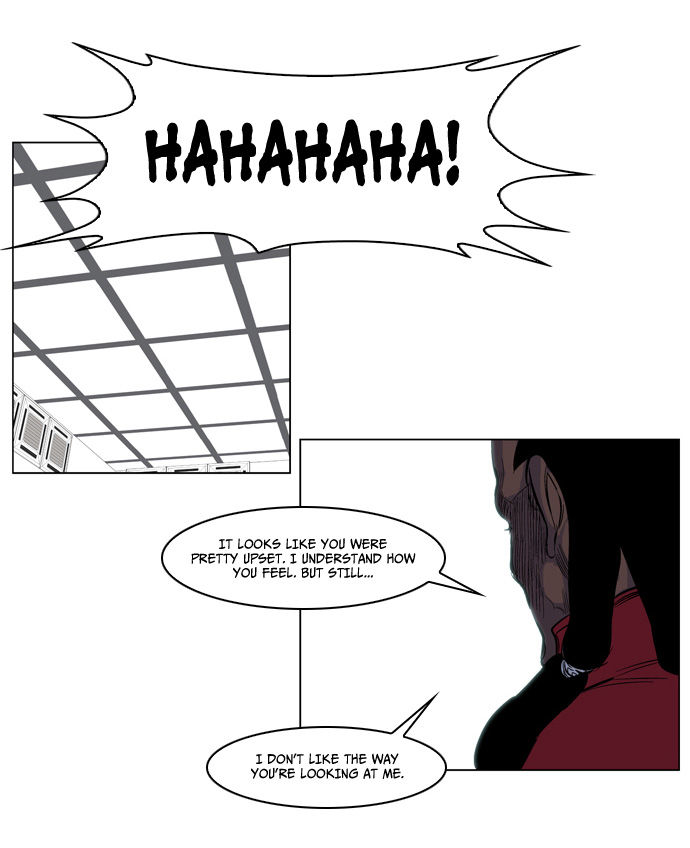 HAHAHAHA!
IT LOOKS LIKE YOU WERE
PRETTY UPSET. I UNDERSTAND HOW
YOU FEEL. BUT STILL...
I DON'T LIKE THE WAY
YOU'RE LOOKING AT ME.